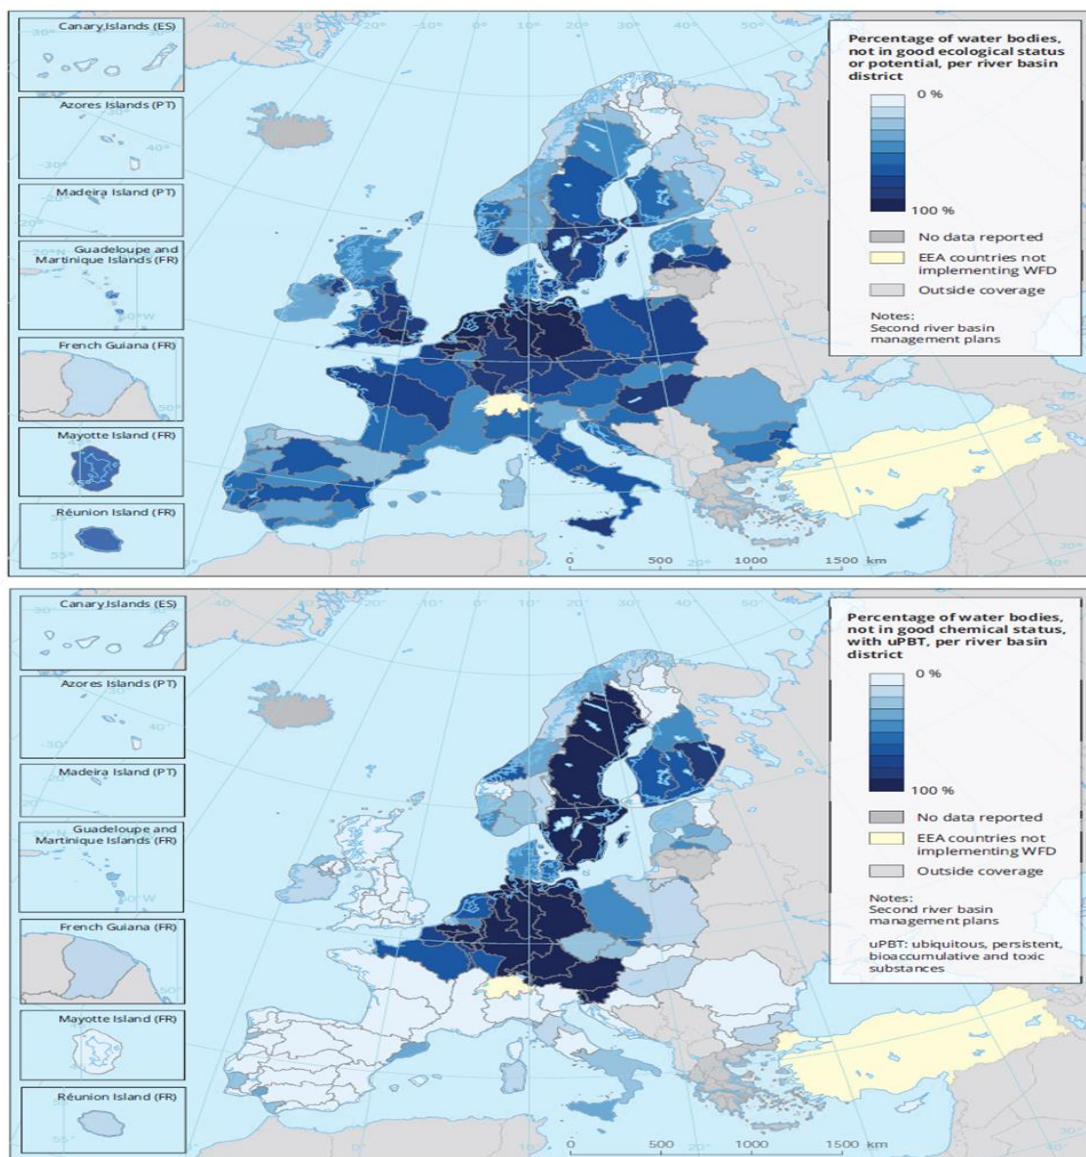 Canary Islands (ES)
Azores Islands (PT)
Madeira Island (PT)
Guadeloupe and
Martinique Islands (FR)
French Guiana (FR)
Mayotte Island (FR)
Réunion Island (FR)
Percentage of water bodies,
not in good ecological status
or potential, per river basin
district
0 %
100 %
No data reported
EEA countries not
implementing WFD
Outside coverage
Notes:
Second river basin
management plans
0 500 1000 1500 km
Canary Islands (ES)
Azores Islands (PT)
Madeira Island (PT)
Guadeloupe and
Martinique Islands (FR)
French Guiana (FR)
Mayotte Island (FR)
Réunion Island (FR)
Percentage of water bodies,
not in good chemical status,
with uPBT, per river basin
district
0 %
100 %
No data reported
EEA countries not
implementing WFD
Outside coverage
Notes:
Second river basin
management plans
uPBT: ubiquitous, persistent,
bioaccumulative and toxic
substances
0 500 1000 1500 km